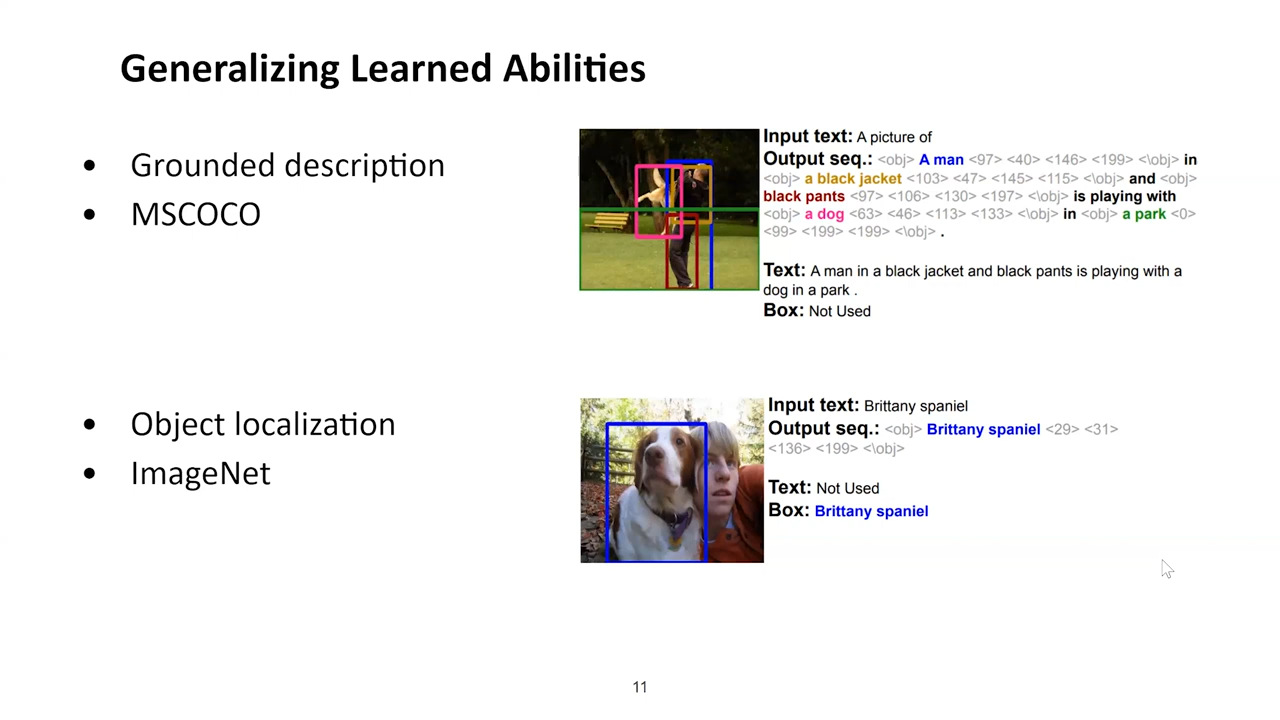 Generalizing Learned Abilities
• Grounded description
• MSCOCO
Input text: A picture of
Output seq.: <obj> A man <97> <40> <146> <199> <\obj> in
<obj> a black jacket <103> <47> <145> <115> <\obj> and <obj>
black pants <97> <106> <130> <197> <\obj> is playing with
<obj> a dog <63> <46> <113> <133> <\obj> in <obj> a park <0>
<99> <199> <199> <\obj> .
Text: A man in a black jacket and black pants is playing with a
dog in a park .
Box: Not Used
• Object localization
• ImageNet
Input text: Brittany spaniel
Output seq.: <obj> Brittany spaniel <29> <31>
<136> <199> <\obj>
Text: Not Used
Box: Brittany spaniel
11